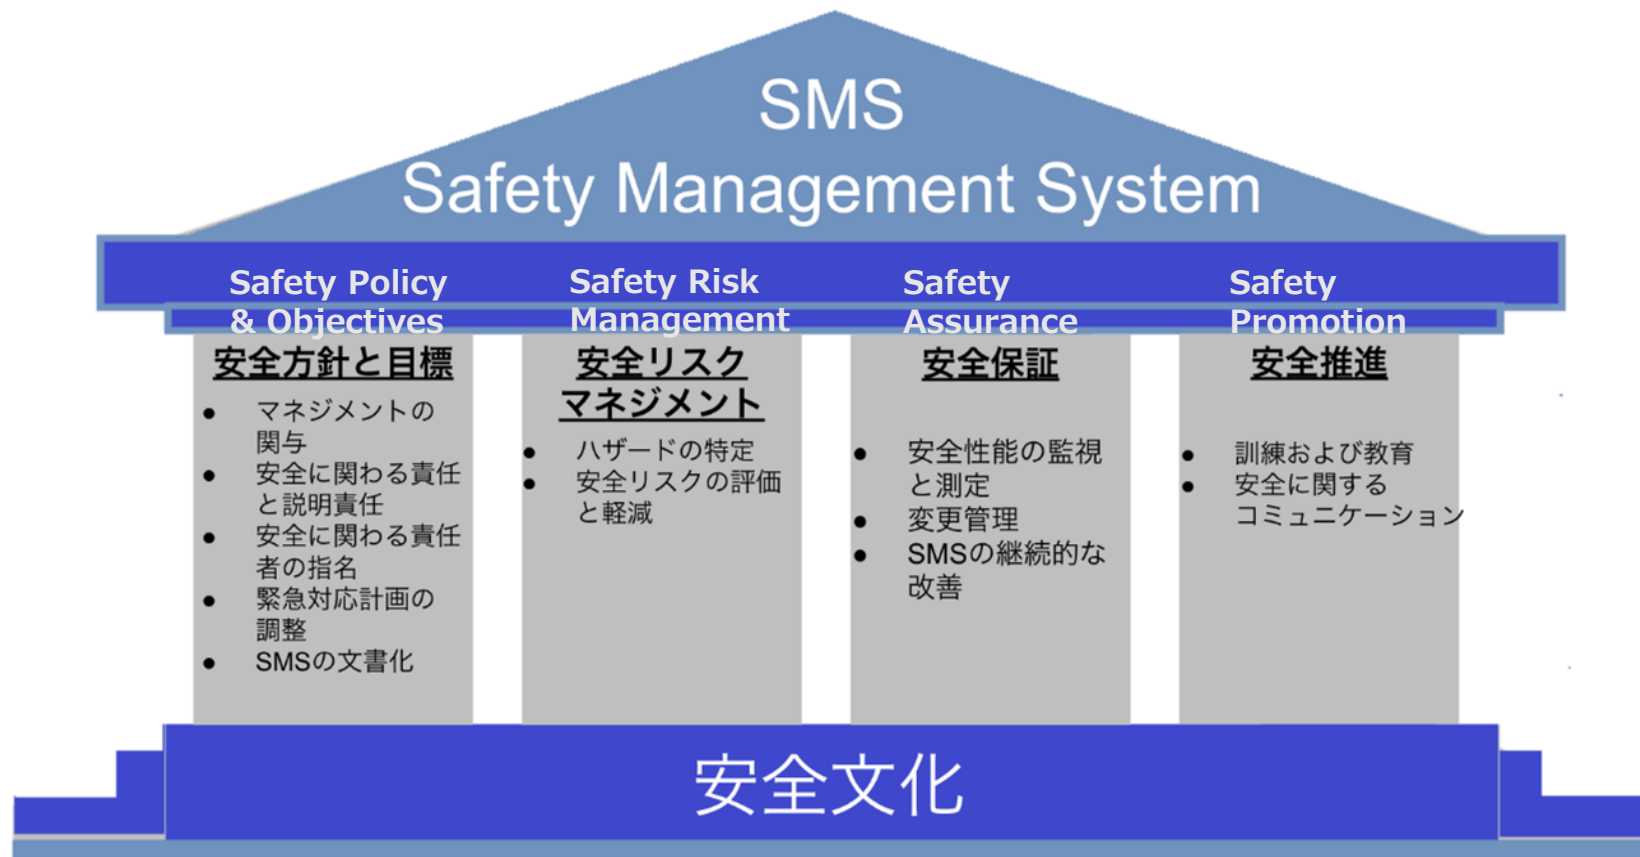 SMS
Safety Management System
Safety Policy
& Objectives
Safety Risk
Management
Safety
Assurance
Safety
Promotion
安全方針と目標
● マネジメントの
関与
● 安全に関わる責任
と説明責任
● 安全に関わる責任
者の指名
● 緊急対応計画の
調整
● SMSの文書化
安全リスク
マネジメント
● ハザードの特定
● 安全リスクの評価
と軽減
安全保証
● 安全性能の監視
と測定
● 変更管理
● SMSの継続的な
改善
安全推進
● 訓練および教育
● 安全に関する
コミュニケーション
安全文化